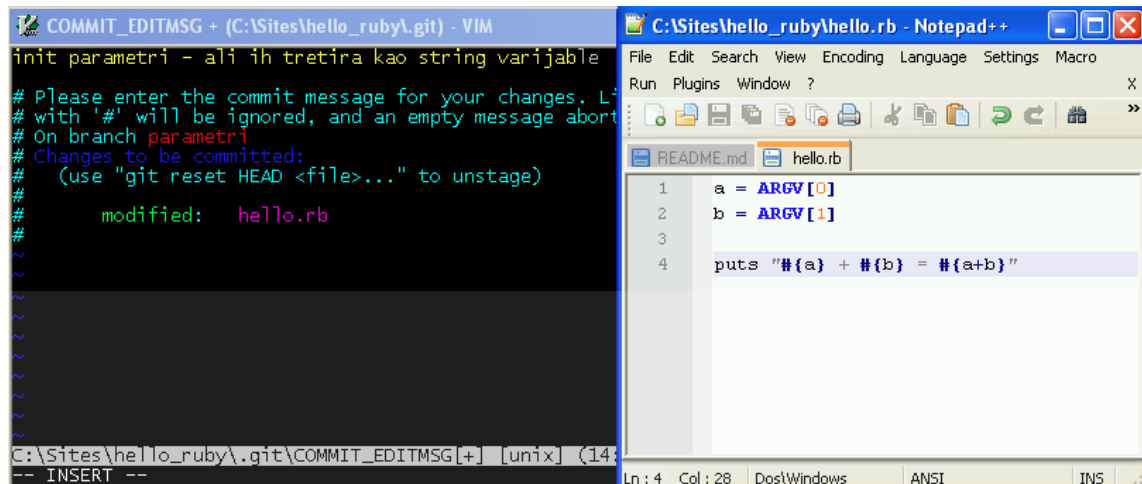 COMMIT_EDITMSG + (C:\Sites\hello_ruby\.git) - VIM
init parametri - ali ih tretira kao string varijable
# Please enter the commit message for your changes. Li
# with '#' will be ignored, and an empty message abort
# On branch parametri
# Changes to be committed:
#   (use "git reset HEAD <file>..." to unstage)
#
#       modified:   hello.rb
#
~
~
~
~
~
~
~
~
~
~
C:\Sites\hello_ruby\.git\COMMIT_EDITMSG[+] [unix] (14:
-- INSERT --
C:\Sites\hello_ruby\hello.rb - Notepad++
File Edit Search View Encoding Language Settings Macro
Run Plugins Window ? X
»
README.md hello.rb
1 a = ARGV[0]
2 b = ARGV[1]
3
4 puts "#{a} + #{b} = #{a+b}"
Ln : 4 Col : 28 Dos\Windows ANSI INS